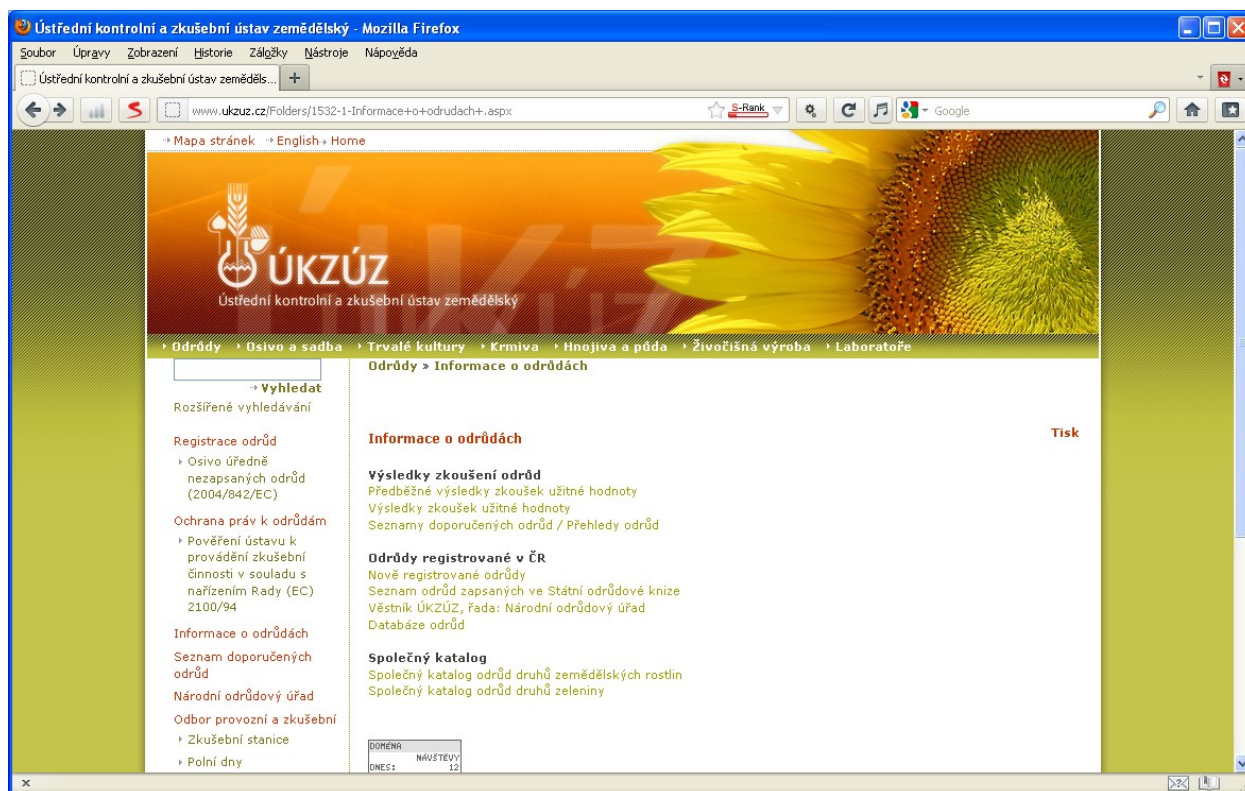 Ústřední kontrolní a zkušební ústav zemědělský - Mozilla Firefox
Soubor Úpravy Zobrazení Historie Záložky Nástroje Nápověda
Ústřední kontrolní a zkušební ústav zeměděls...
www.ukzuz.cz/Folders/1532-1-Informace+o+odrudach+.aspx S-Rank Google
Mapa stránek English Home
ÚKZÚZ
Ústřední kontrolní a zkušební ústav zemědělský
Odrůdy Osivo a sadba Trvalé kultury Krmiva Hnojiva a půda Živočišná výroba Laboratoře
Vyhledat
Rozšířené vyhledávání
Registrace odrůd
Osivo úředně
nezapsaných odrůd
(2004/842/EC)
Ochrana práv k odrůdám
Pověření ústavu k
provádění zkušební
činnosti v souladu s
nařízením Rady (EC)
2100/94
Informace o odrůdách
Seznam doporučených
odrůd
Národní odrůdový úřad
Odbor provozní a zkušební
Zkušební stanice
Polní dny
Odrůdy » Informace o odrůdách
Tisk
Informace o odrůdách
Výsledky zkoušení odrůd
Předběžné výsledky zkoušek užitné hodnoty
Výsledky zkoušek užitné hodnoty
Seznamy doporučených odrůd / Přehledy odrůd
Odrůdy registrované v ČR
Nově registrované odrůdy
Seznam odrůd zapsaných ve Státní odrůdové knize
Věstník ÚKZÚZ, řada: Národní odrůdový úřad
Databáze odrůd
Společný katalog
Společný katalog odrůd druhů zemědělských rostlin
Společný katalog odrůd druhů zeleniny
DOMÉNA
NÁVŠTĚVY
DNES: 12